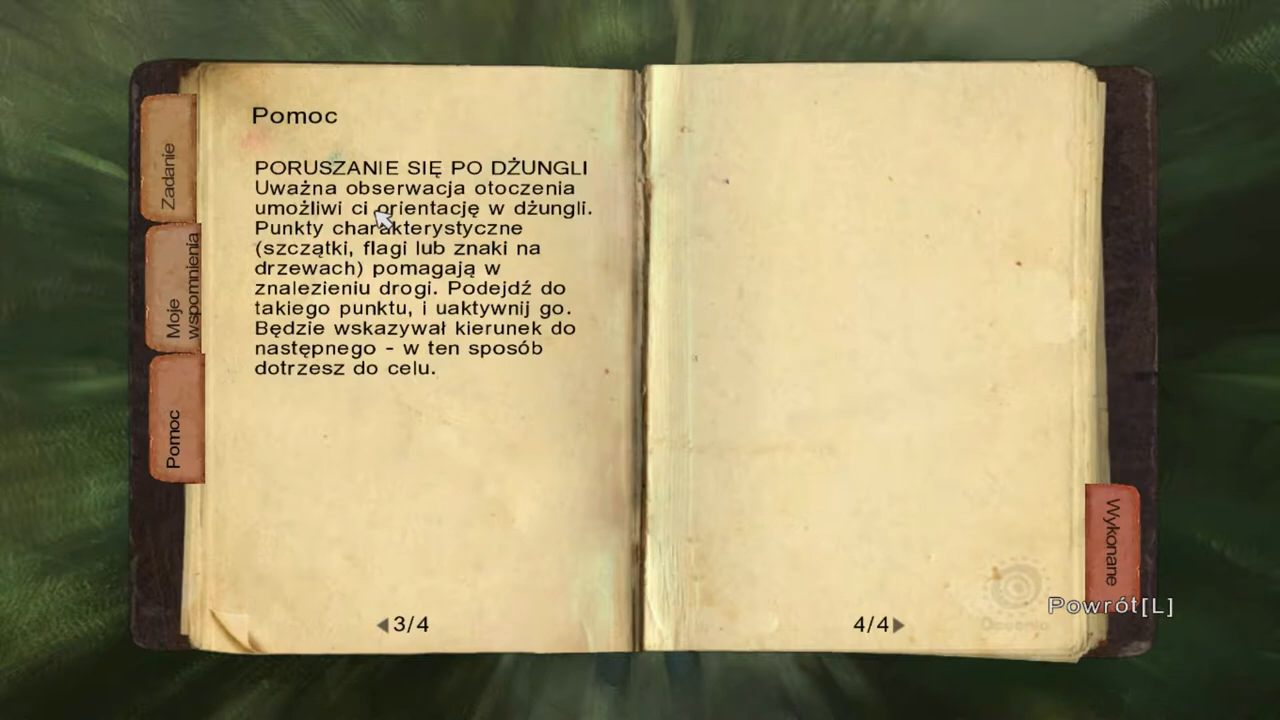 Pomoc
PORUSZANIE SIĘ PO DŻUNGLI
Uważna obserwacja otoczenia
umożliwi ci orientację w dżungli.
Punkty charakterystyczne
(szczątki, flagi lub znaki na
drzewach) pomagają w
znalezieniu drogi. Podejdź do
takiego punktu, i uaktywnij go.
Będzie wskazywał kierunek do
następnego - w ten sposób
dotrzesz do celu.
Zadanie
Moje
wspomnienia
Pomoc
3/4
4/4
Wykonane
Powrót[L]